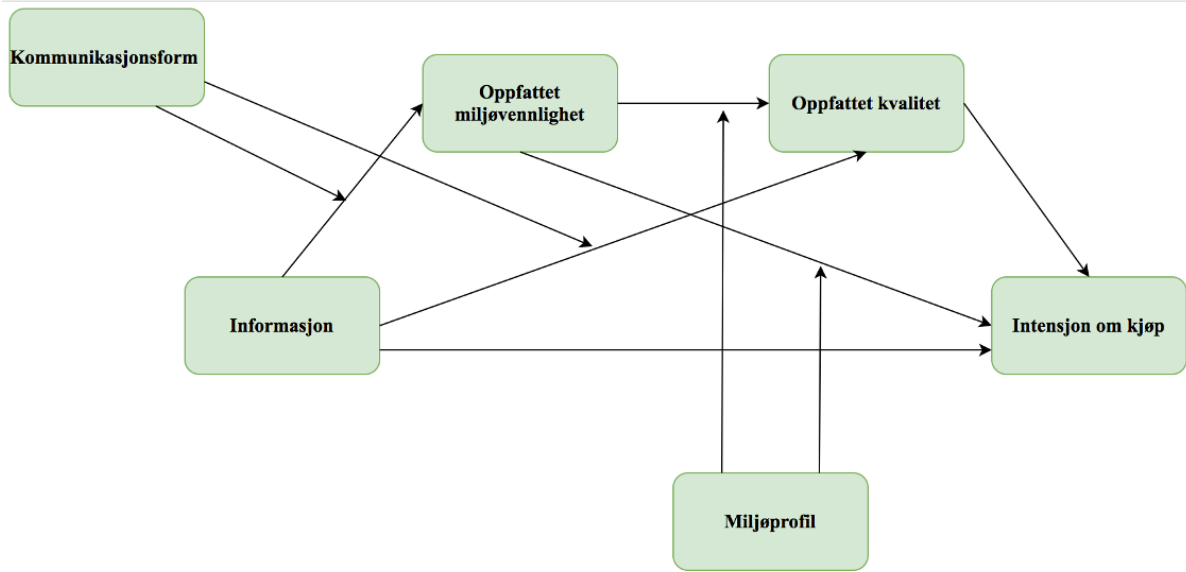 Kommunikasjonsform
Oppfattet
miljøvennlighet
Oppfattet kvalitet
Informasjon
Intensjon om kjøp
Miljøprofil